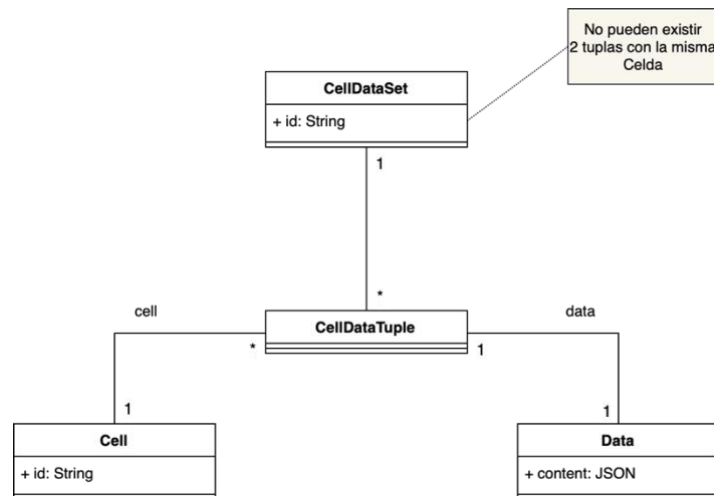 No pueden existir
2 tuplas con la misma
Celda
CellDataSet
+ id: String
1
*
cell
CellDataTuple
data
*
1
1
1
Cell
Data
+ id: String
+ content: JSON